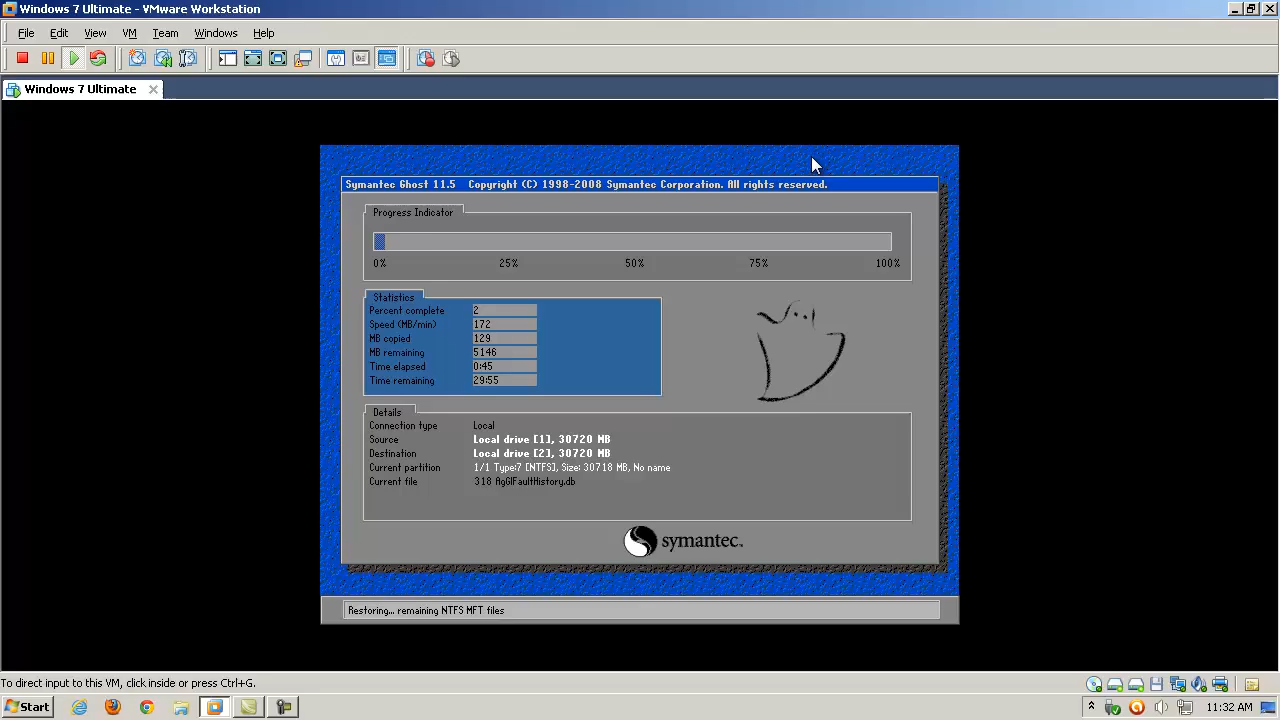 Windows 7 Ultimate - VMware Workstation
File Edit View VM Team Windows Help
Windows 7 Ultimate
Symantec Ghost 11.5 Copyright (C) 1998-2008 Symantec Corporation. All rights reserved.
Progress Indicator
0% 25% 50% 75% 100%
Statistics
Percent complete 2
Speed (MB/min) 172
MB copied 129
MB remaining 5146
Time elapsed 0:45
Time remaining 29:55
Details
Connection type Local
Source Local drive [1], 30720 MB
Destination Local drive [2], 30720 MB
Current partition 1/1 Type:7 [NTFS], Size: 30718 MB, No name
Current file 318 AgGlFaultHistory.db
symantec.
Restoring... remaining NTFS MFT files
To direct input to this VM, click inside or press Ctrl+G.
Start
11:32 AM